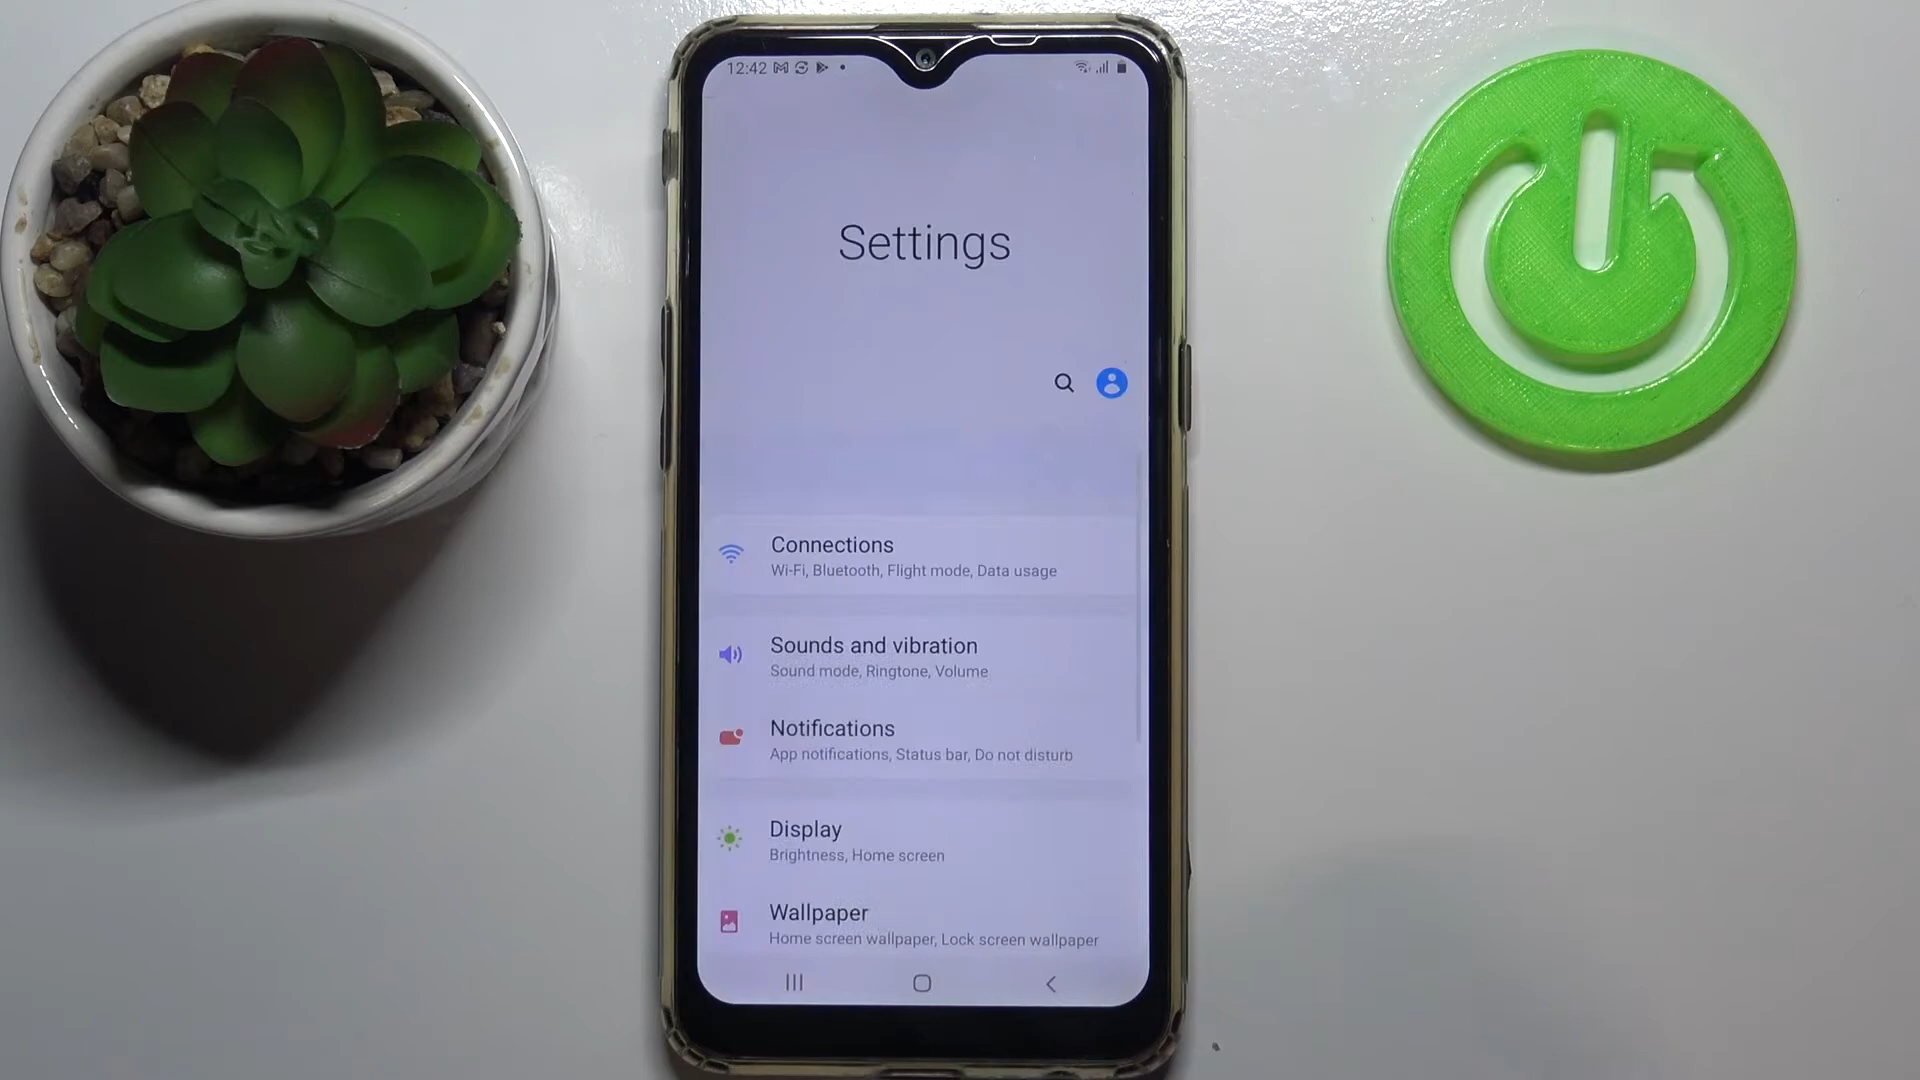 12:42
Settings
Connections
Wi-Fi, Bluetooth, Flight mode, Data usage
Sounds and vibration
Sound mode, Ringtone, Volume
Notifications
App notifications, Status bar, Do not disturb
Display
Brightness, Home screen
Wallpaper
Home screen wallpaper, Lock screen wallpaper